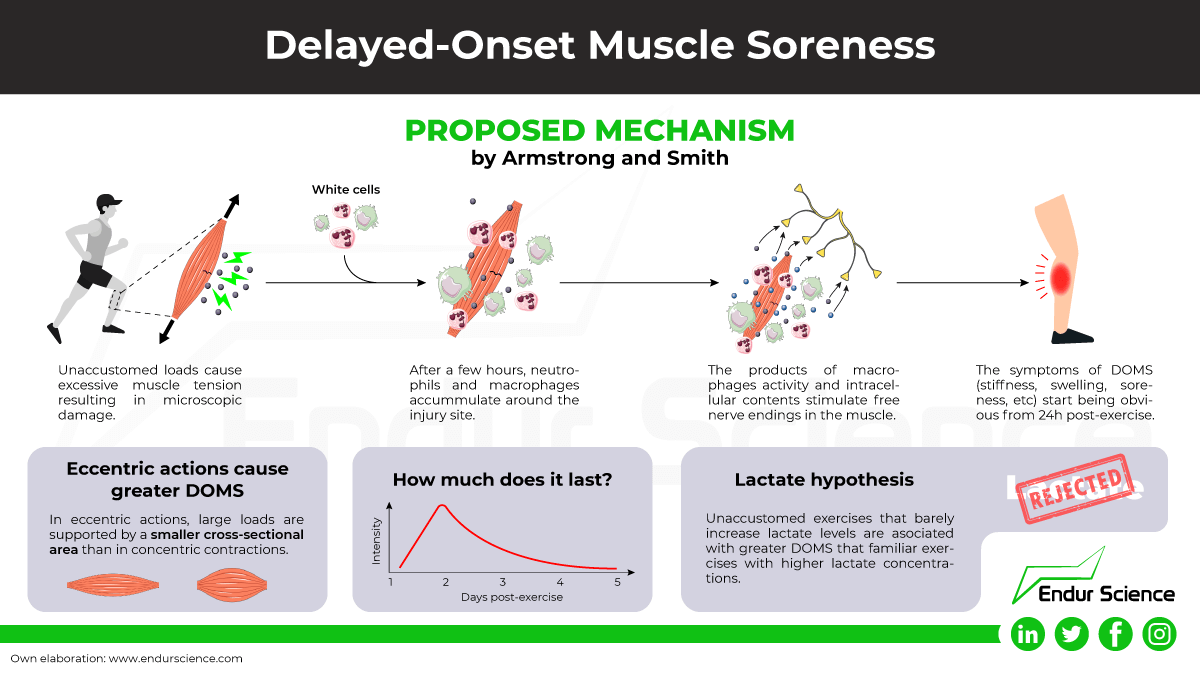 Delayed-Onset Muscle Soreness
PROPOSED MECHANISM
by Armstrong and Smith
White cells
Unaccustomed loads cause
excessive muscle tension
resulting in microscopic
damage.
After a few hours, neutro-
phils and macrophages
accummulate around the
injury site.
The products of macro-
phages activity and intracel-
lular contents stimulate free
nerve endings in the muscle.
The symptoms of DOMS
(stiffness, swelling, sore-
ness, etc) start being obvi-
ous from 24h post-exercise.
Endur Science
Eccentric actions cause
greater DOMS
In eccentric actions, large loads are
supported by a smaller cross-sectional
area than in concentric contractions.
How much does it last?
Intensity
1 2 3 4 5
Days post-exercise
Lactate hypothesis
Unaccustomed exercises that barely
increase lactate levels are asociated
with greater DOMS that familiar exer-
cises with higher lactate concentra-
tions.
Lactate
REJECTED
Endur Science
in
f
Own elaboration: www.endurscience.com